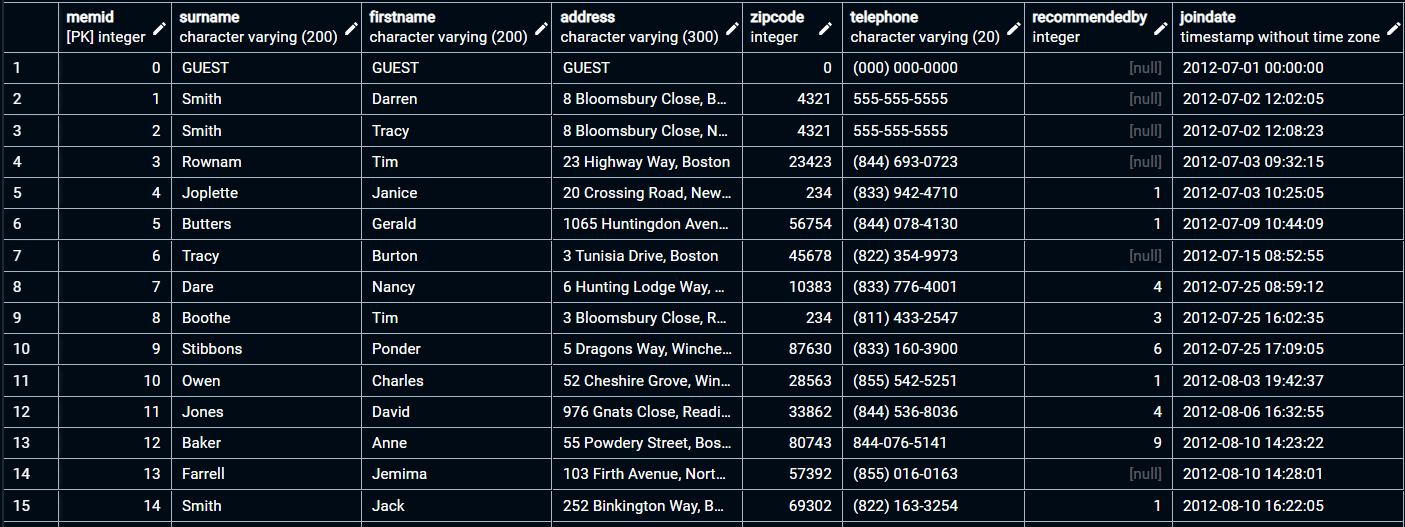 memid surname firstname address zipcode telephone recommendedby joindate
[PK] integer character varying (200) character varying (200) character varying (300) integer character varying (20) integer timestamp without time zone
1 0 GUEST GUEST GUEST 0 (000) 000-0000 [null] 2012-07-01 00:00:00
2 1 Smith Darren 8 Bloomsbury Close, B... 4321 555-555-5555 [null] 2012-07-02 12:02:05
3 2 Smith Tracy 8 Bloomsbury Close, N... 4321 555-555-5555 [null] 2012-07-02 12:08:23
4 3 Rownam Tim 23 Highway Way, Boston 23423 (844) 693-0723 [null] 2012-07-03 09:32:15
5 4 Joplette Janice 20 Crossing Road, New... 234 (833) 942-4710 1 2012-07-03 10:25:05
6 5 Butters Gerald 1065 Huntingdon Aven... 56754 (844) 078-4130 1 2012-07-09 10:44:09
7 6 Tracy Burton 3 Tunisia Drive, Boston 45678 (822) 354-9973 [null] 2012-07-15 08:52:55
8 7 Dare Nancy 6 Hunting Lodge Way, ... 10383 (833) 776-4001 4 2012-07-25 08:59:12
9 8 Boothe Tim 3 Bloomsbury Close, R... 234 (811) 433-2547 3 2012-07-25 16:02:35
10 9 Stibbons Ponder 5 Dragons Way, Winche... 87630 (833) 160-3900 6 2012-07-25 17:09:05
11 10 Owen Charles 52 Cheshire Grove, Win... 28563 (855) 542-5251 1 2012-08-03 19:42:37
12 11 Jones David 976 Gnats Close, Readi... 33862 (844) 536-8036 4 2012-08-06 16:32:55
13 12 Baker Anne 55 Powdery Street, Bos... 80743 844-076-5141 9 2012-08-10 14:23:22
14 13 Farrell Jemima 103 Firth Avenue, Nort... 57392 (855) 016-0163 [null] 2012-08-10 14:28:01
15 14 Smith Jack 252 Binkington Way, B... 69302 (822) 163-3254 1 2012-08-10 16:22:05